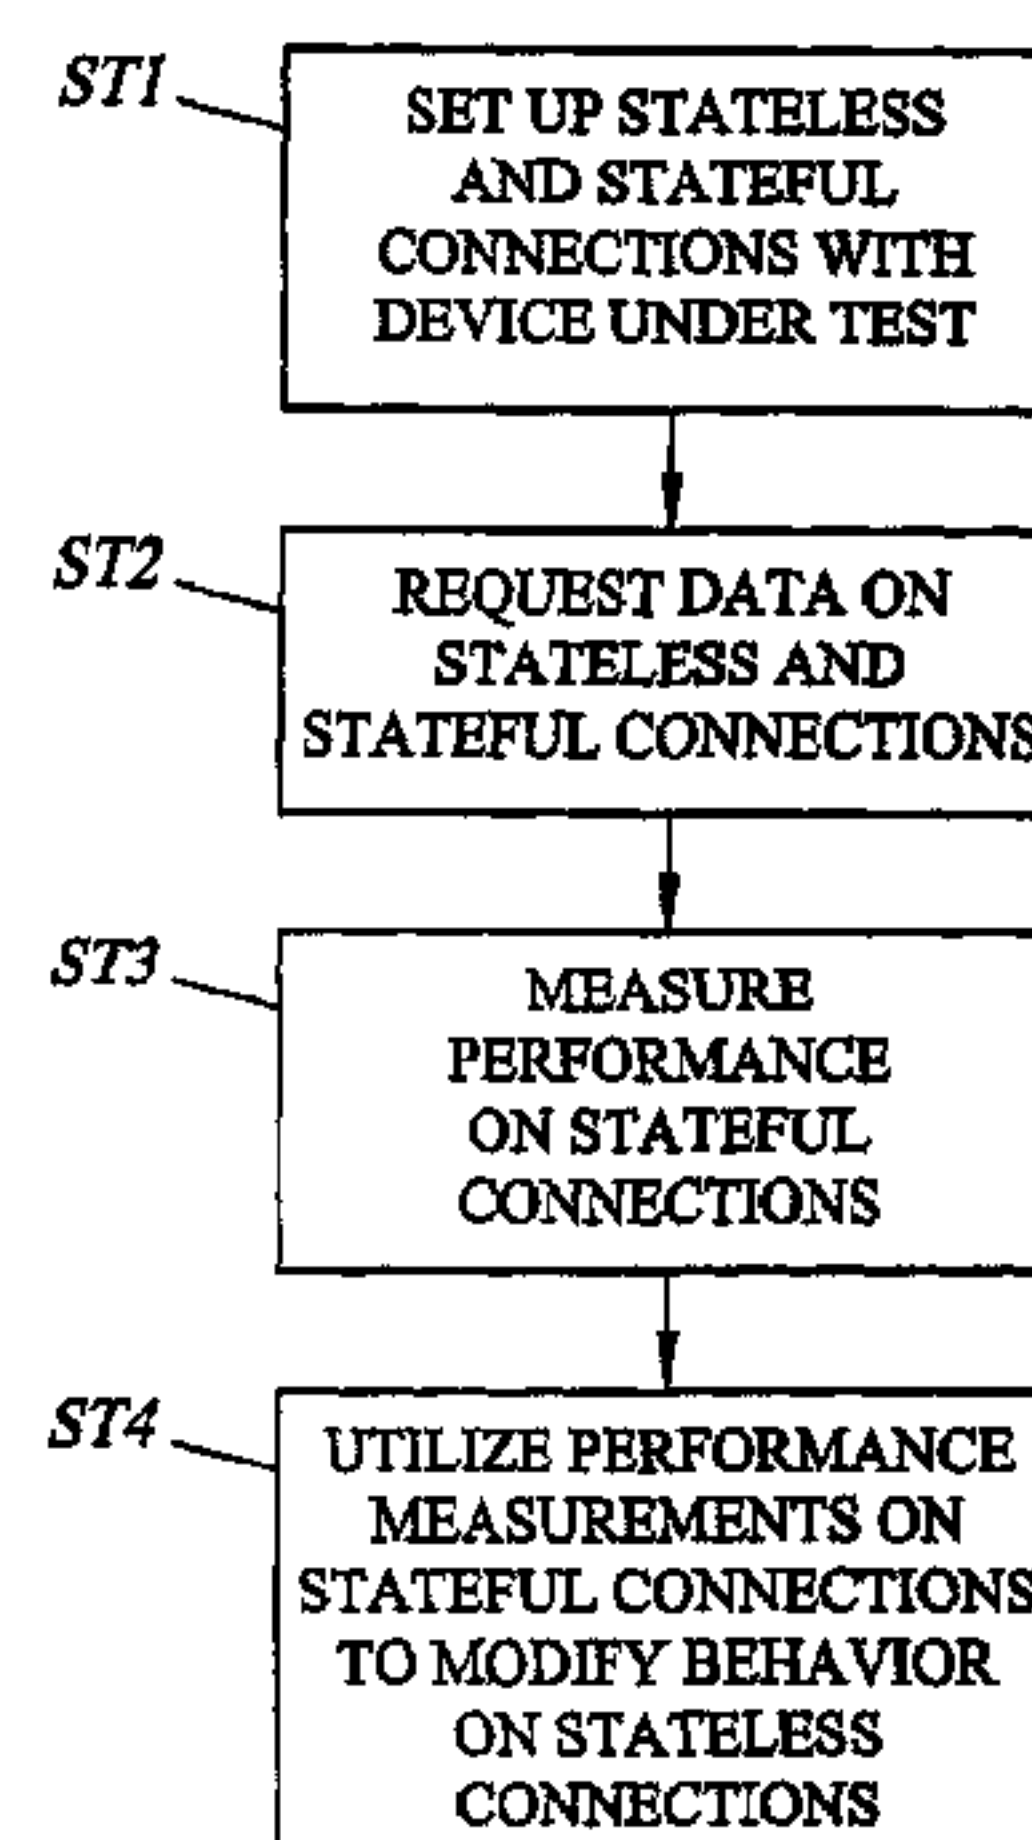 ST1
SET UP STATELESS
AND STATEFUL
CONNECTIONS WITH
DEVICE UNDER TEST
ST2
REQUEST DATA ON
STATELESS AND
STATEFUL CONNECTIONS
ST3
MEASURE
PERFORMANCE
ON STATEFUL
CONNECTIONS
ST4
UTILIZE PERFORMANCE
MEASUREMENTS ON
STATEFUL CONNECTIONS
TO MODIFY BEHAVIOR
ON STATELESS
CONNECTIONS